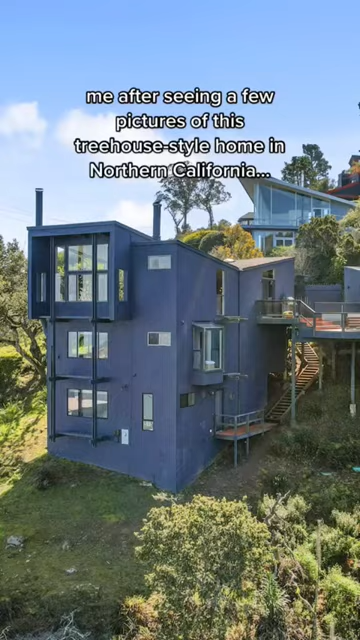 me after seeing a few
pictures of this
treehouse-style home in
Northern California...